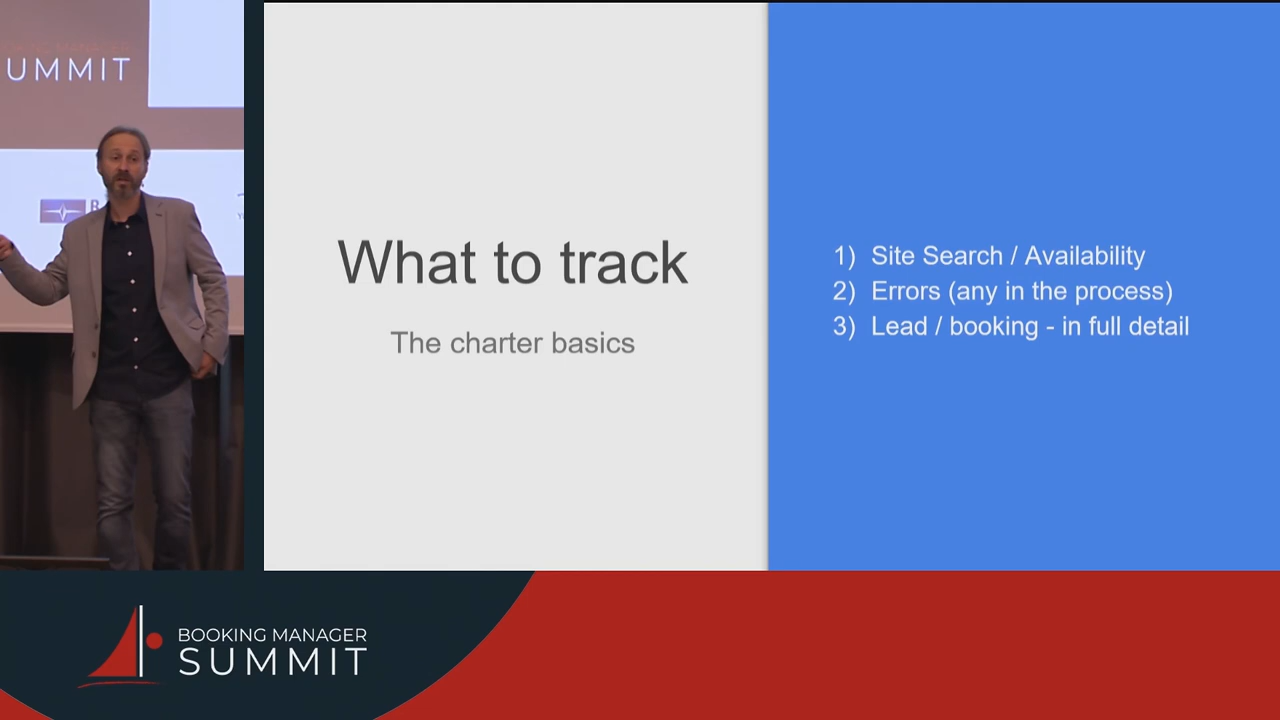 SUMMIT
What to track
The charter basics
1) Site Search / Availability
2) Errors (any in the process)
3) Lead / booking - in full detail
BOOKING MANAGER
SUMMIT